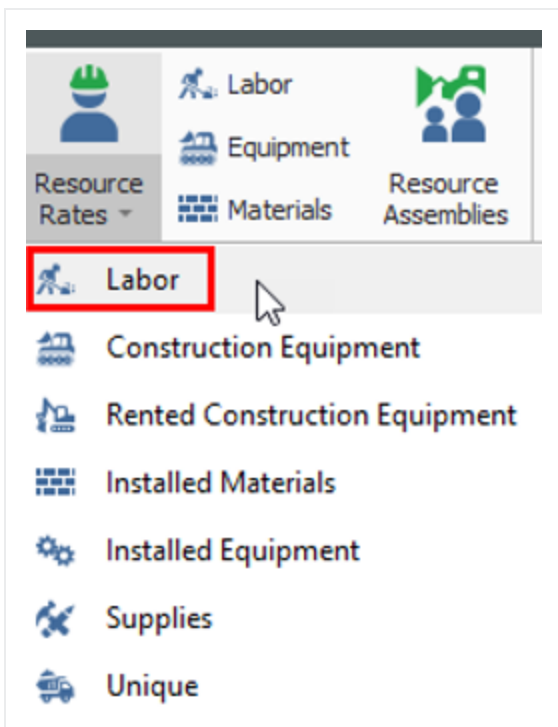 Resource
Rates
Labor
Equipment
Materials
Resource
Assemblies
Labor
Construction Equipment
Rented Construction Equipment
Installed Materials
Installed Equipment
Supplies
Unique